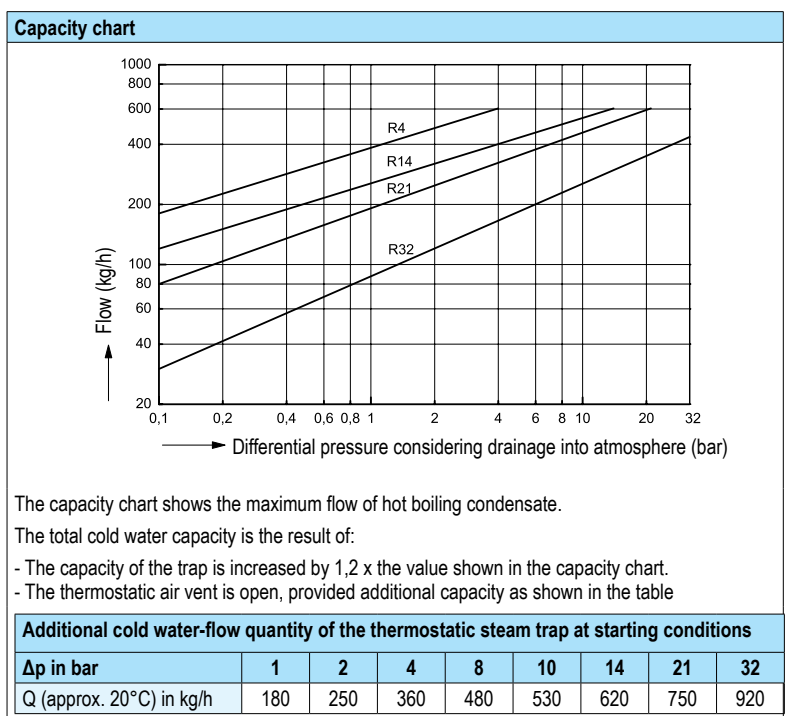 Capacity chart
1000
800
600
400
200
100
80
60
40
20
Flow (kg/h)
R4
R14
R21
R32
0,1 0,2 0,4 0,6 0,8 1 2 4 6 8 10 20 32
Differential pressure considering drainage into atmosphere (bar)
The capacity chart shows the maximum flow of hot boiling condensate.
The total cold water capacity is the result of:
- The capacity of the trap is increased by 1,2 x the value shown in the capacity chart.
- The thermostatic air vent is open, provided additional capacity as shown in the table
Additional cold water-flow quantity of the thermostatic steam trap at starting conditions
Δp in bar 1 2 4 8 10 14 21 32
Q (approx. 20°C) in kg/h 180 250 360 480 530 620 750 920